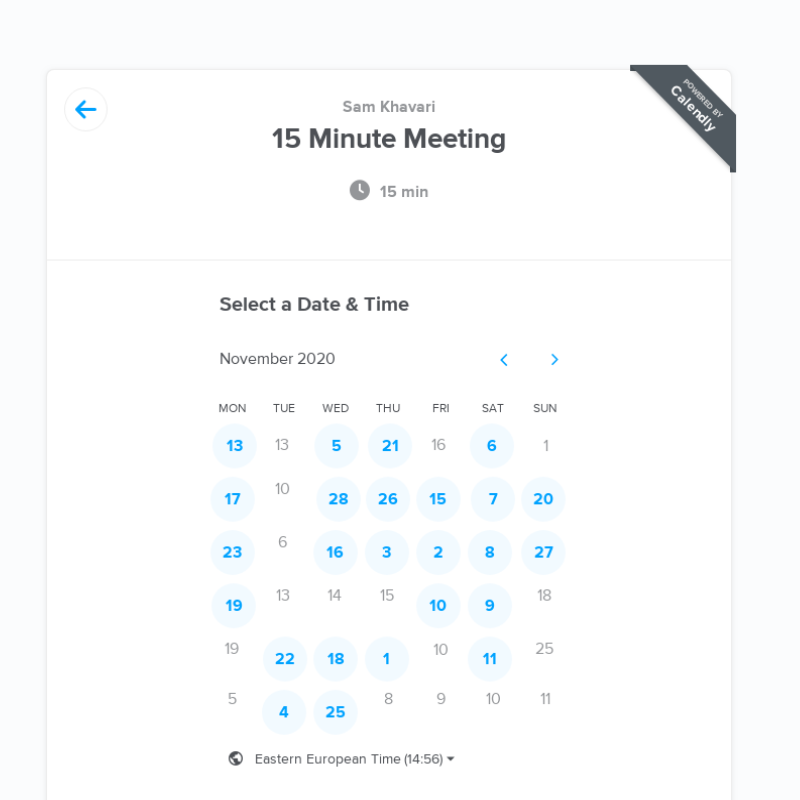 POWERED BY
Calendly
Sam Khavari
15 Minute Meeting
15 min
Select a Date & Time
November 2020
MON TUE WED THU FRI SAT SUN
13 13 5 21 16 6 1
17 10 28 26 15 7 20
23 6 16 3 2 8 27
19 13 14 15 10 9 18
19 22 18 1 10 11 25
5 4 25 8 9 10 11
Eastern European Time (14:56)